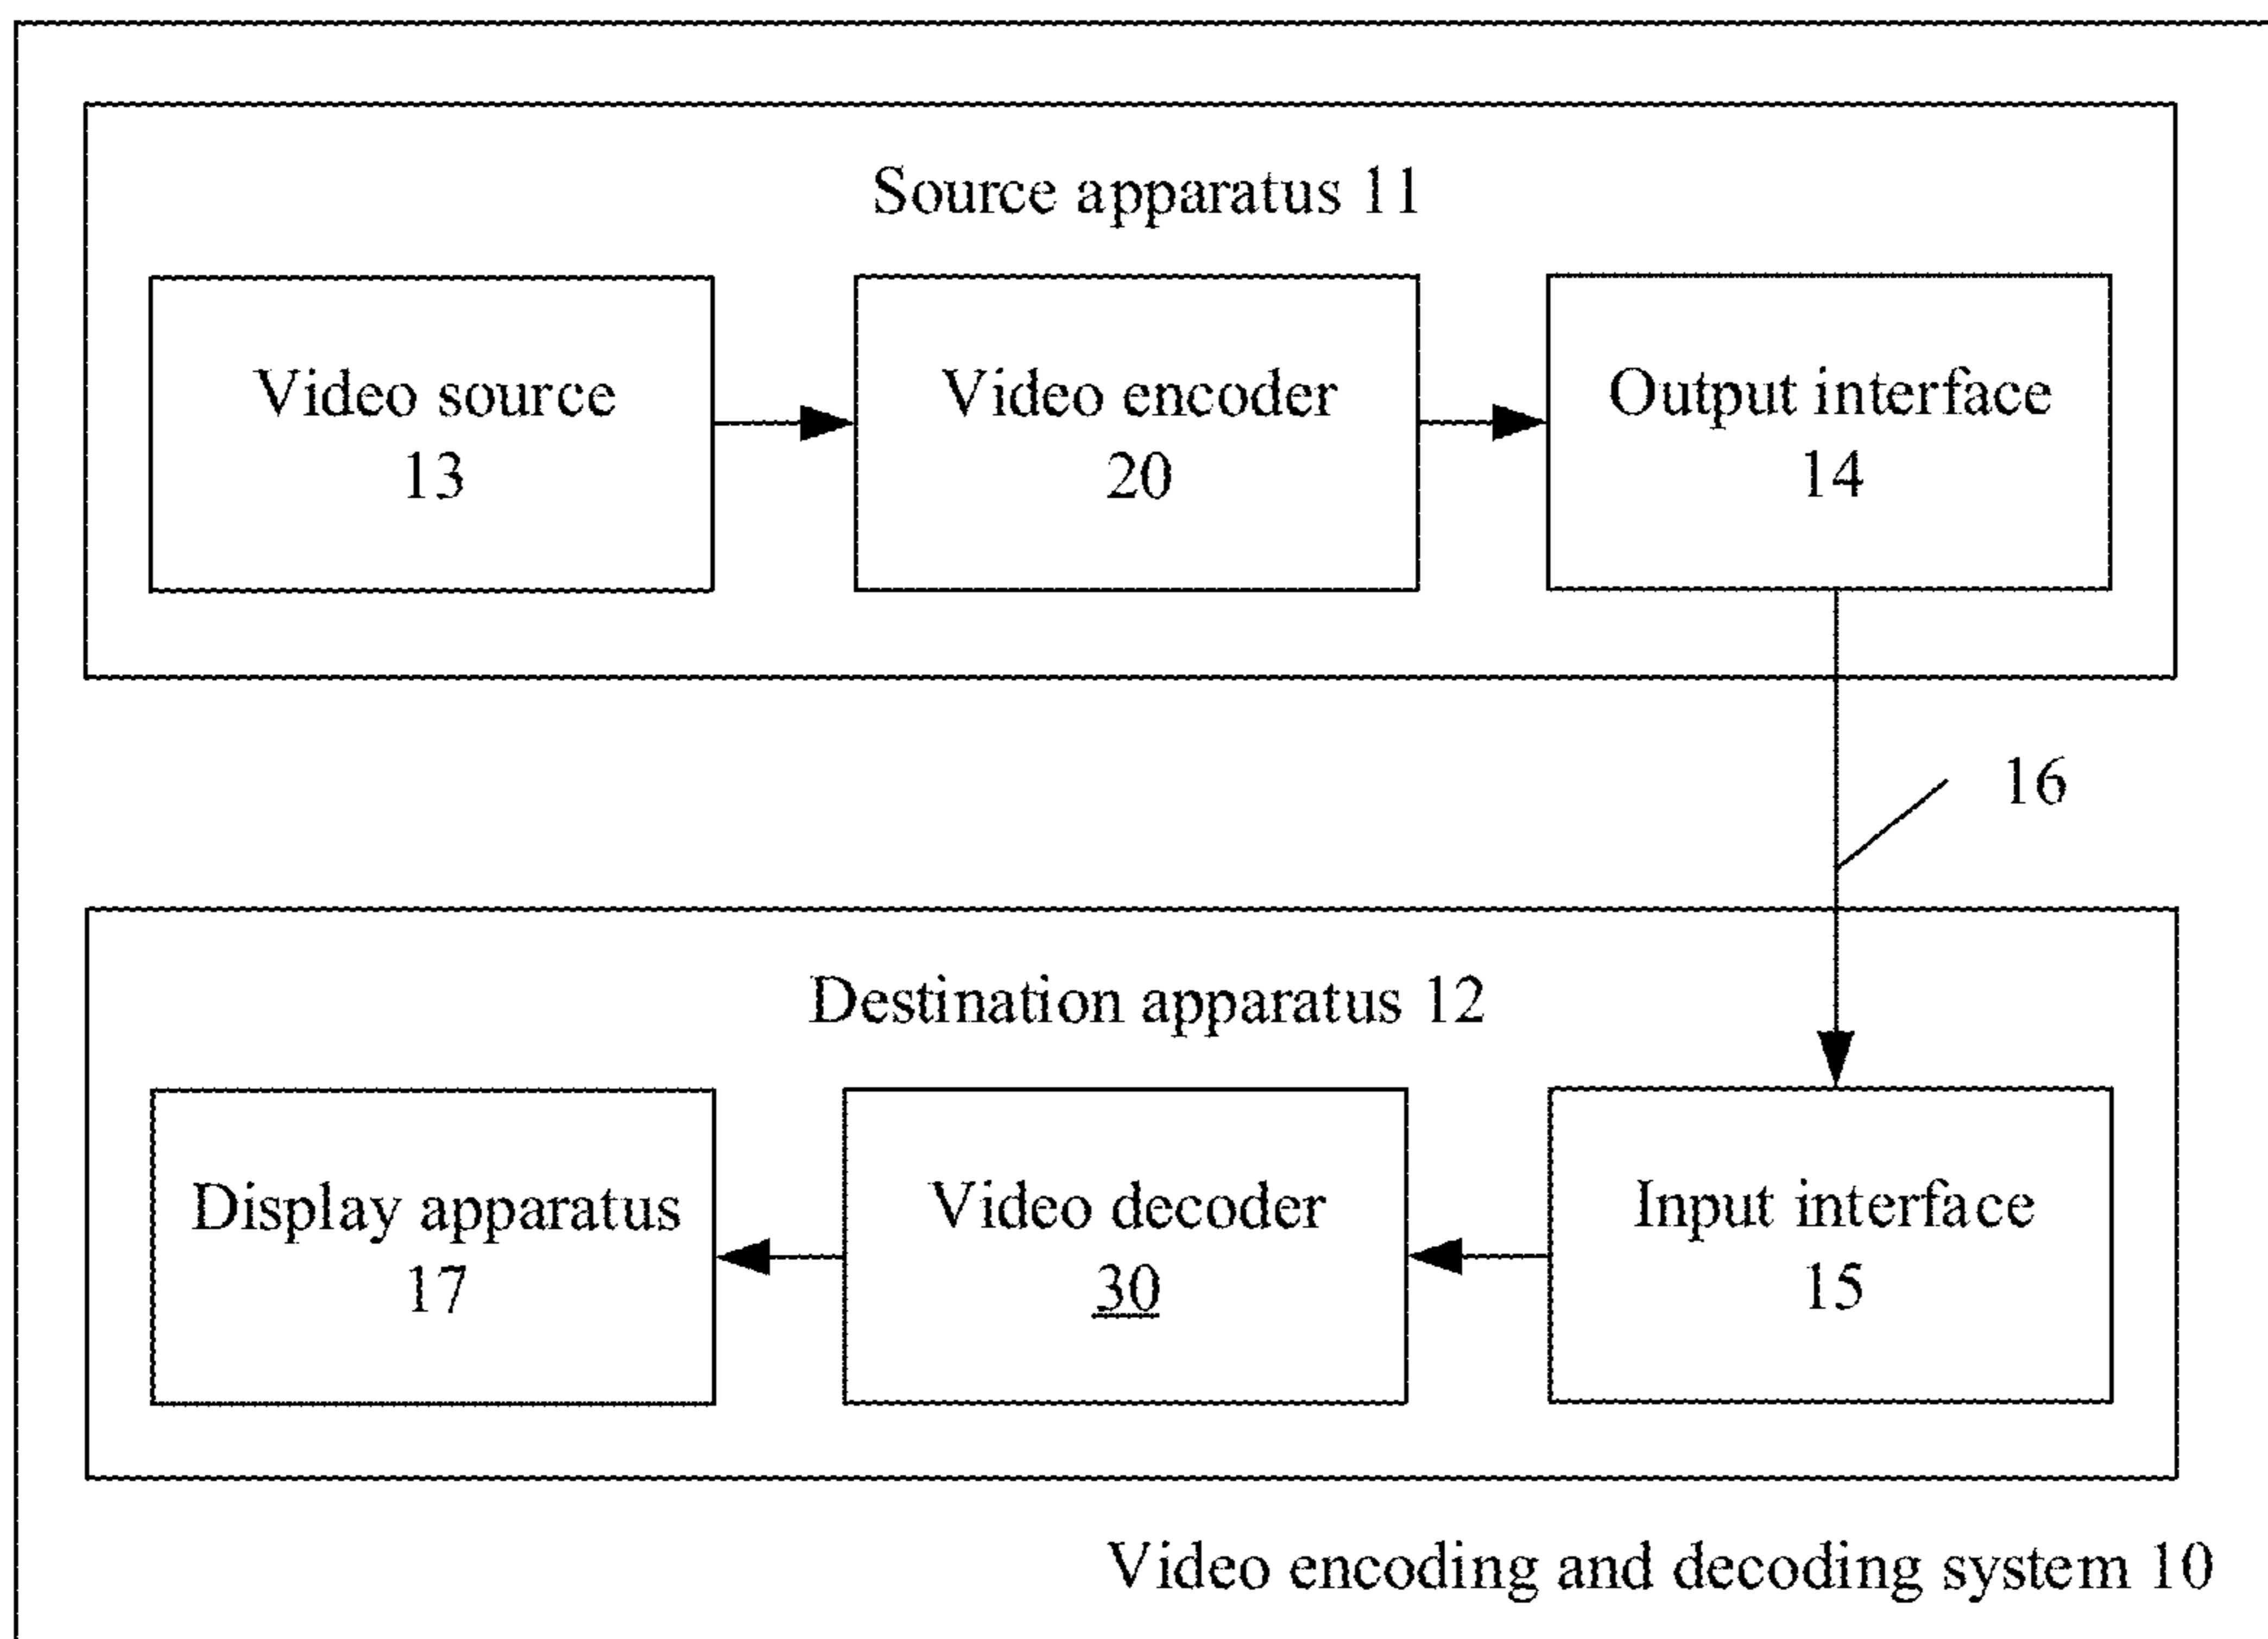 Source apparatus 11
Video source
13
Video encoder
20
Output interface
14
16
Destination apparatus 12
Display apparatus
17
Video decoder
30
Input interface
15
Video encoding and decoding system 10